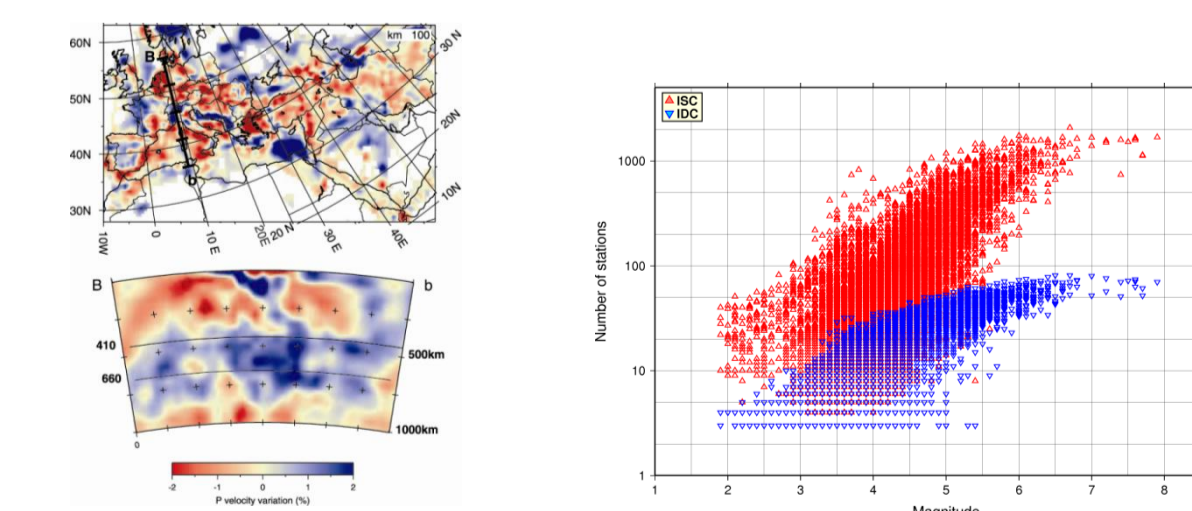 60N
50N
40N
30N
km 100
30 N
20N
10N
B
b
10W
0
10 E
20E
20 N
30 E
40E
B
b
410
660
500km
1000km
0
-2 -1 0 1 2
P velocity variation (%)
ISC
IDC
Number of stations
1000
100
10
1
1 2 3 4 5 6 7 8
Magnitude